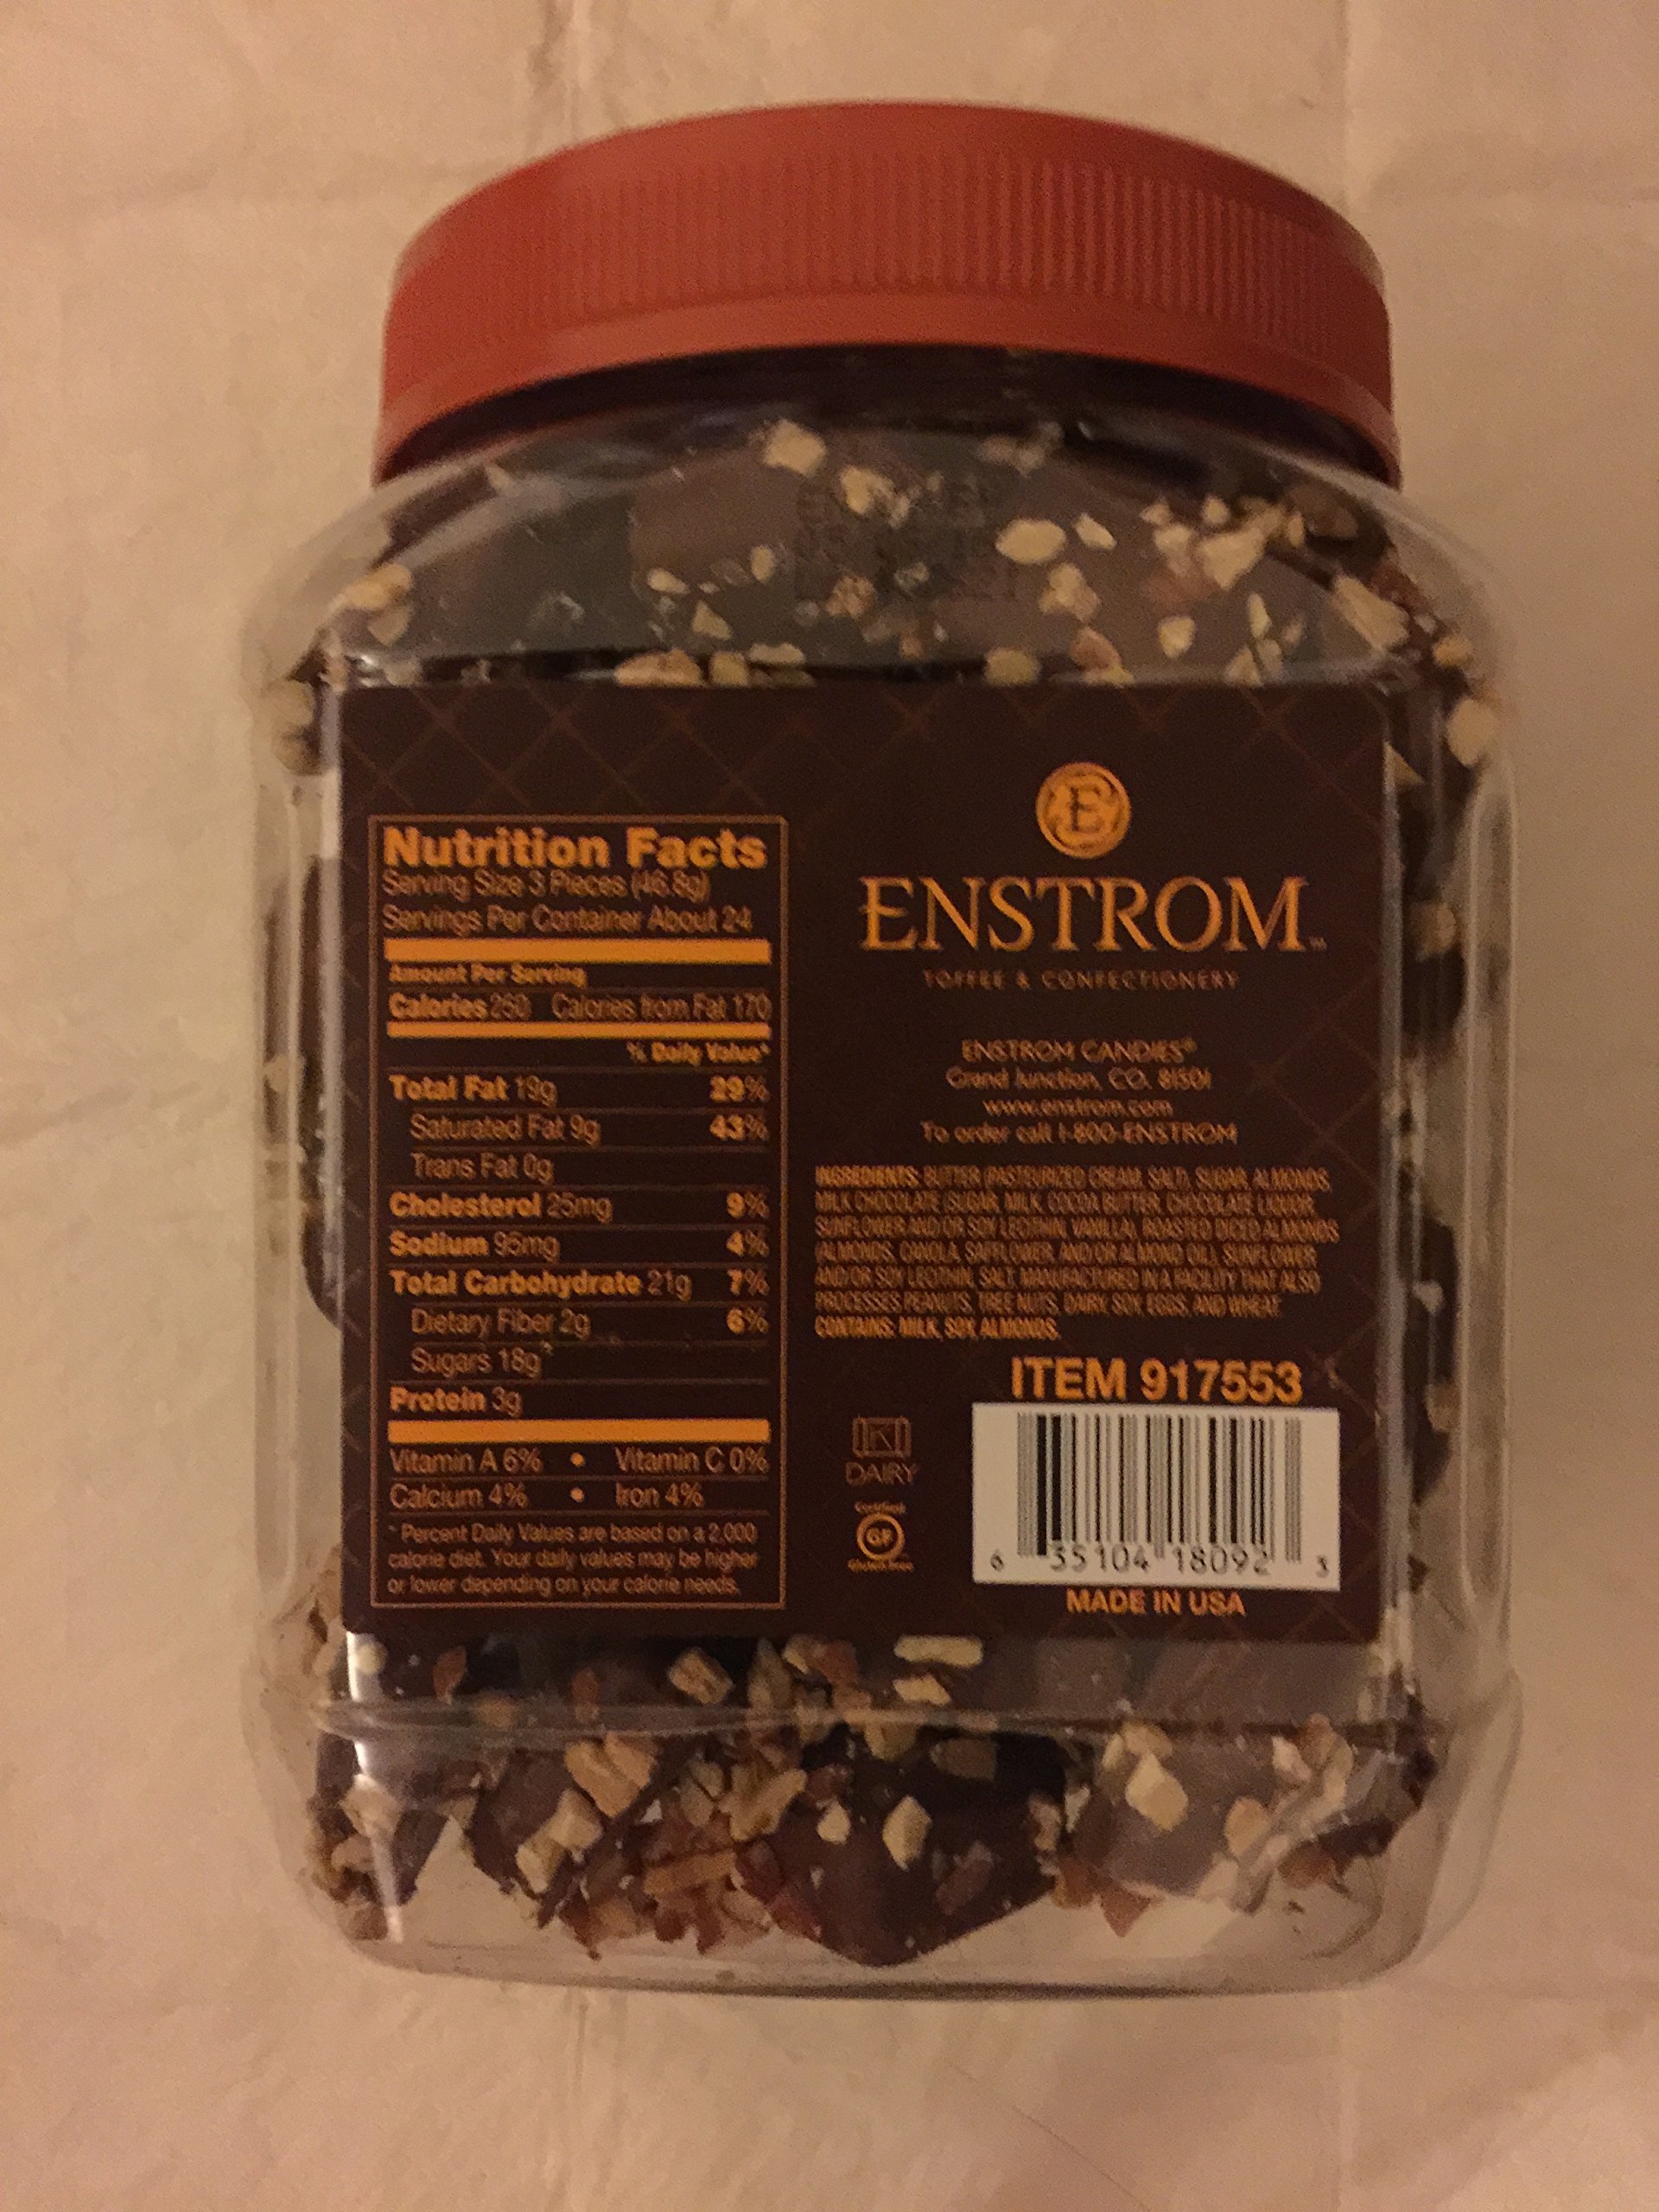 Nutrition Facts
Serving Size 3 Pieces (46.8g)
Servings Per Container About 24
Amount Per Serving
Calories 250 Calories from Fat 170
% Daily Value*
Total Fat 19g 29%
Saturated Fat 9g 43%
Trans Fat 0g
Cholesterol 25mg 9%
Sodium 95mg 4%
Total Carbohydrate 21g 7%
Dietary Fiber 2g 6%
Sugars 18g
Protein 3g
Vitamin A 6% • Vitamin C 0%
Calcium 4% • Iron 4%
* Percent Daily Values are based on a 2,000
calorie diet. Your daily values may be higher
or lower depending on your calorie needs.
E
ENSTROM™
TOFFEE & CONFECTIONERY
ENSTROM CANDIES®
Grand Junction, CO. 81501
www.enstrom.com
To order call 1-800-ENSTROM
INGREDIENTS: BUTTER (PASTEURIZED CREAM, SALT), SUGAR, ALMONDS,
MILK CHOCOLATE (SUGAR, MILK, COCOA BUTTER, CHOCOLATE LIQUOR,
SUNFLOWER AND/OR SOY LECITHIN, VANILLA), ROASTED DICED ALMONDS
(ALMONDS, CANOLA, SAFFLOWER, AND/OR ALMOND OIL), SUNFLOWER
AND/OR SOY LECITHIN, SALT. MANUFACTURED IN A FACILITY THAT ALSO
PROCESSES PEANUTS, TREE NUTS, DAIRY, SOY, EGGS, AND WHEAT.
CONTAINS: MILK, SOY, ALMONDS.
ITEM 917553
K
DAIRY
Certified
GF
Gluten-Free
6 35104 18092 3
MADE IN USA